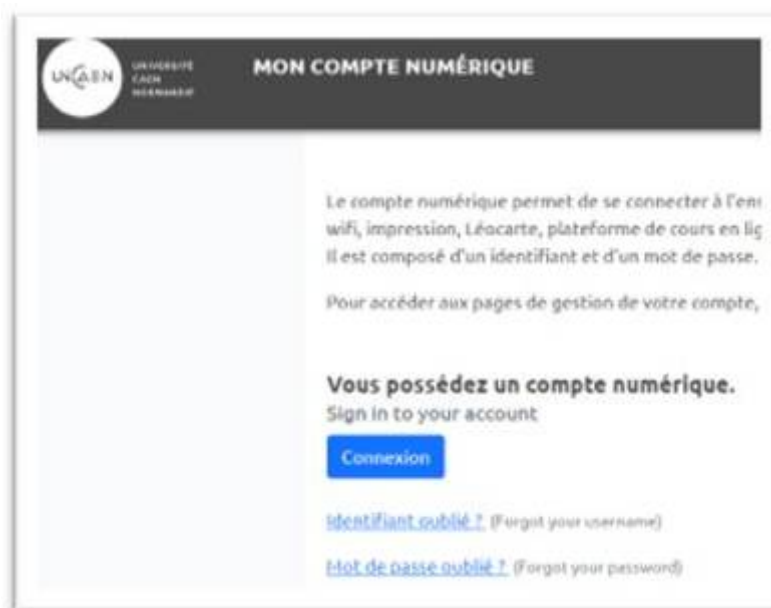 UNICAEN
UNIVERSITÉ
CAEN
NORMANDIE
MON COMPTE NUMÉRIQUE
Le compte numérique permet de se connecter à l'en
wifi, impression, Léocarte, plateforme de cours en lig
Il est composé d'un identifiant et d'un mot de passe.
Pour accéder aux pages de gestion de votre compte,
Vous possédez un compte numérique.
Sign in to your account
Connexion
Identifiant oublié ? (Forgot your username)
Mot de passe oublié ? (Forgot your password)